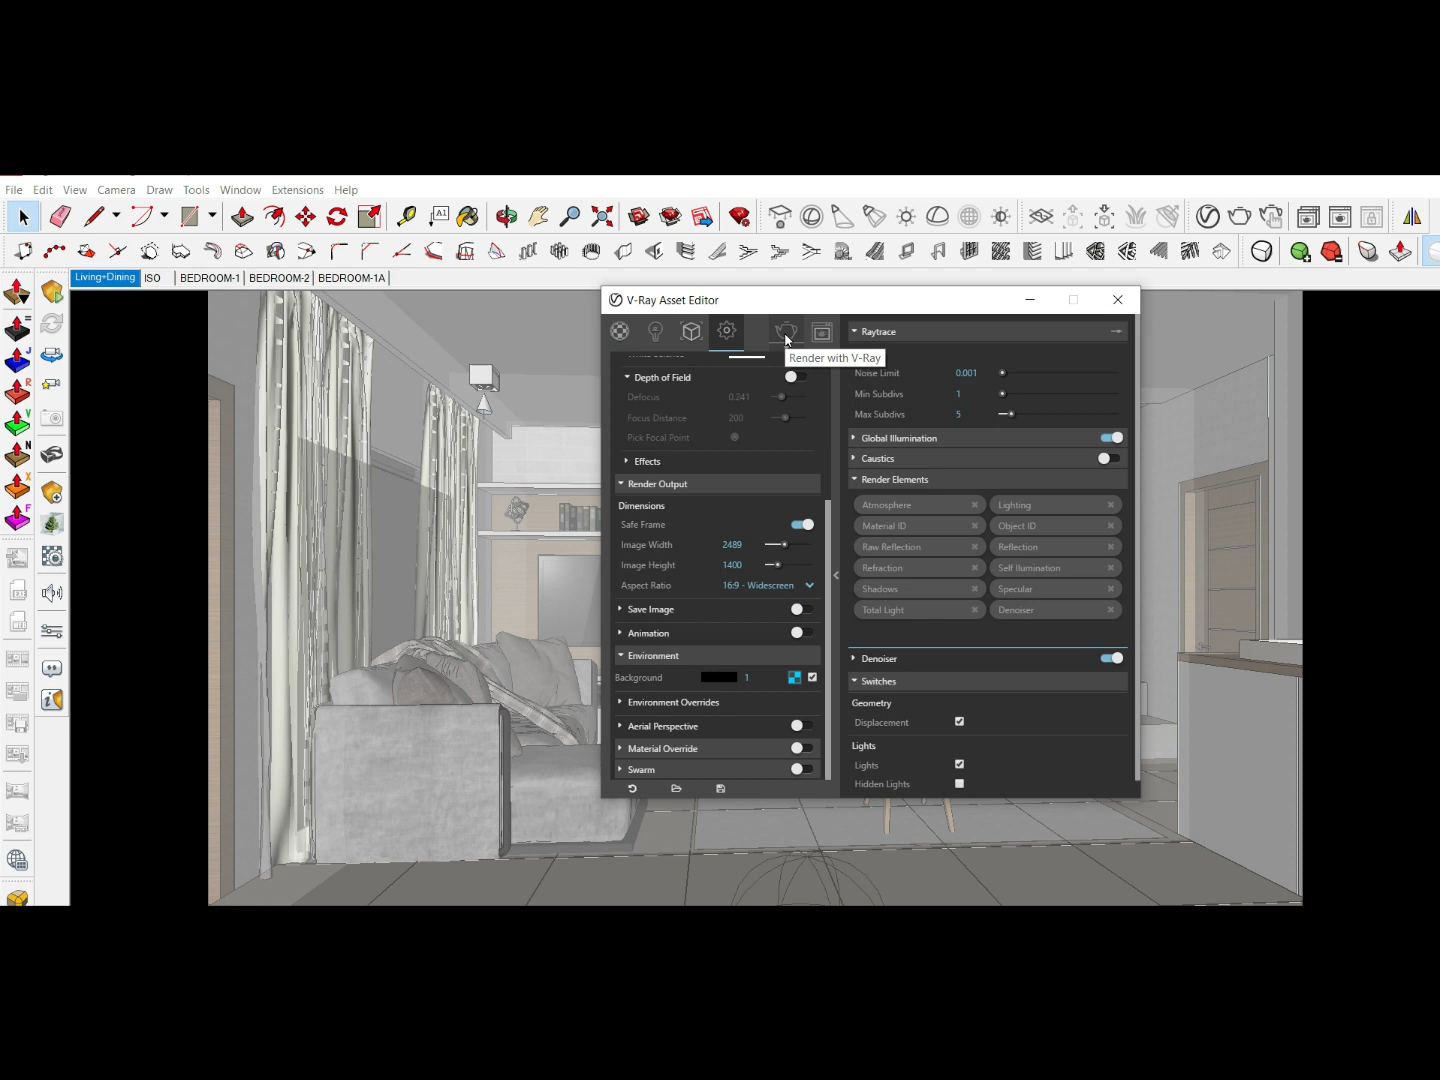 File Edit View Camera Draw Tools Window Extensions Help
A1
Living+Dining ISO BEDROOM-1 BEDROOM-2 BEDROOM-1A
V-Ray Asset Editor
Render with V-Ray
Depth of Field
Defocus 0.241
Focus Distance 200
Pick Focal Point
Effects
Render Output
Dimensions
Safe Frame
Image Width 2489
Image Height 1400
Aspect Ratio 16:9 - Widescreen
Save Image
Animation
Environment
Background 1
Environment Overrides
Aerial Perspective
Material Override
Swarm
Raytrace
Noise Limit 0.001
Min Subdivs 1
Max Subdivs 5
Global Illumination
Caustics
Render Elements
Atmosphere Lighting
Material ID Object ID
Raw Reflection Reflection
Refraction Self Illumination
Shadows Specular
Total Light Denoiser
Denoiser
Switches
Geometry
Displacement
Lights
Lights
Hidden Lights